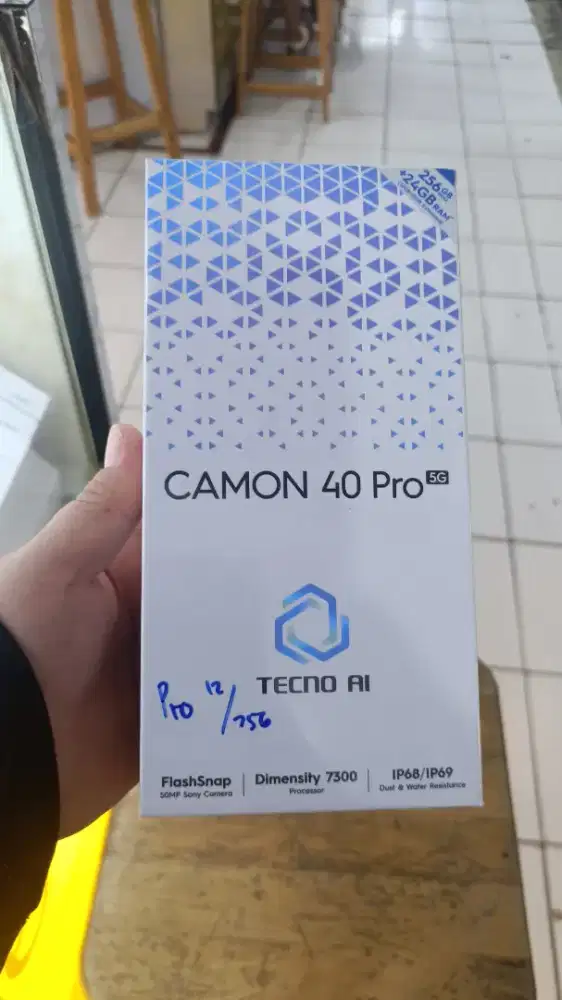 256GB
+24GB RAM*
CAMON 40 Pro 5G
TECNO AI
Pro 12/256
FlashSnap
50MP Sony Camera
Dimensity 7300
Processor
IP68/IP69
Dust & Water Resistance